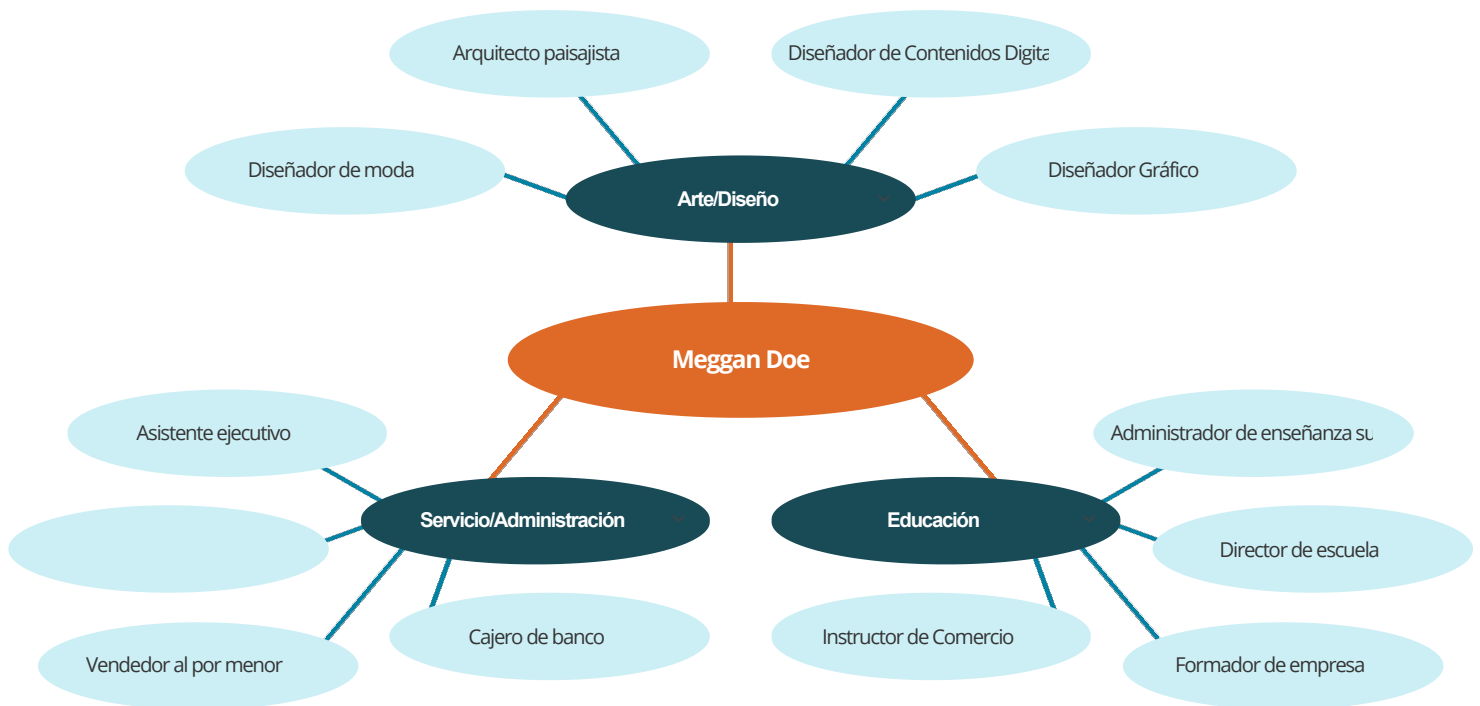 Arquitecto paisajista
Diseñador de Contenidos Digita
Diseñador de moda
Arte/Diseño
Diseñador Gráfico
Meggan Doe
Asistente ejecutivo
Administrador de enseñanza su
Servicio/Administración
Educación
Director de escuela
Cajero de banco
Instructor de Comercio
Vendedor al por menor
Formador de empresa